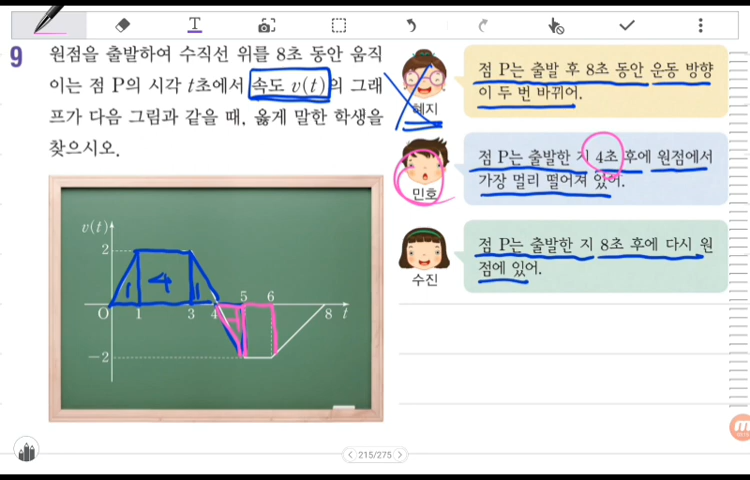 9
원점을 출발하여 수직선 위를 8초 동안 움직
이는 점 P의 시각 t초에서 속도 v(t)의 그래
프가 다음 그림과 같을 때, 옳게 말한 학생을
찾으시오.
혜지
점 P는 출발 후 8초 동안 운동 방향
이 두 번 바뀌어.
민호
점 P는 출발한 지 4초 후에 원점에서
가장 멀리 떨어져 있어.
수진
점 P는 출발한 지 8초 후에 다시 원
점에 있어.
v(t)
2
1 4 1
5 6
O 1 3 4 8 t
1
-2
215/275